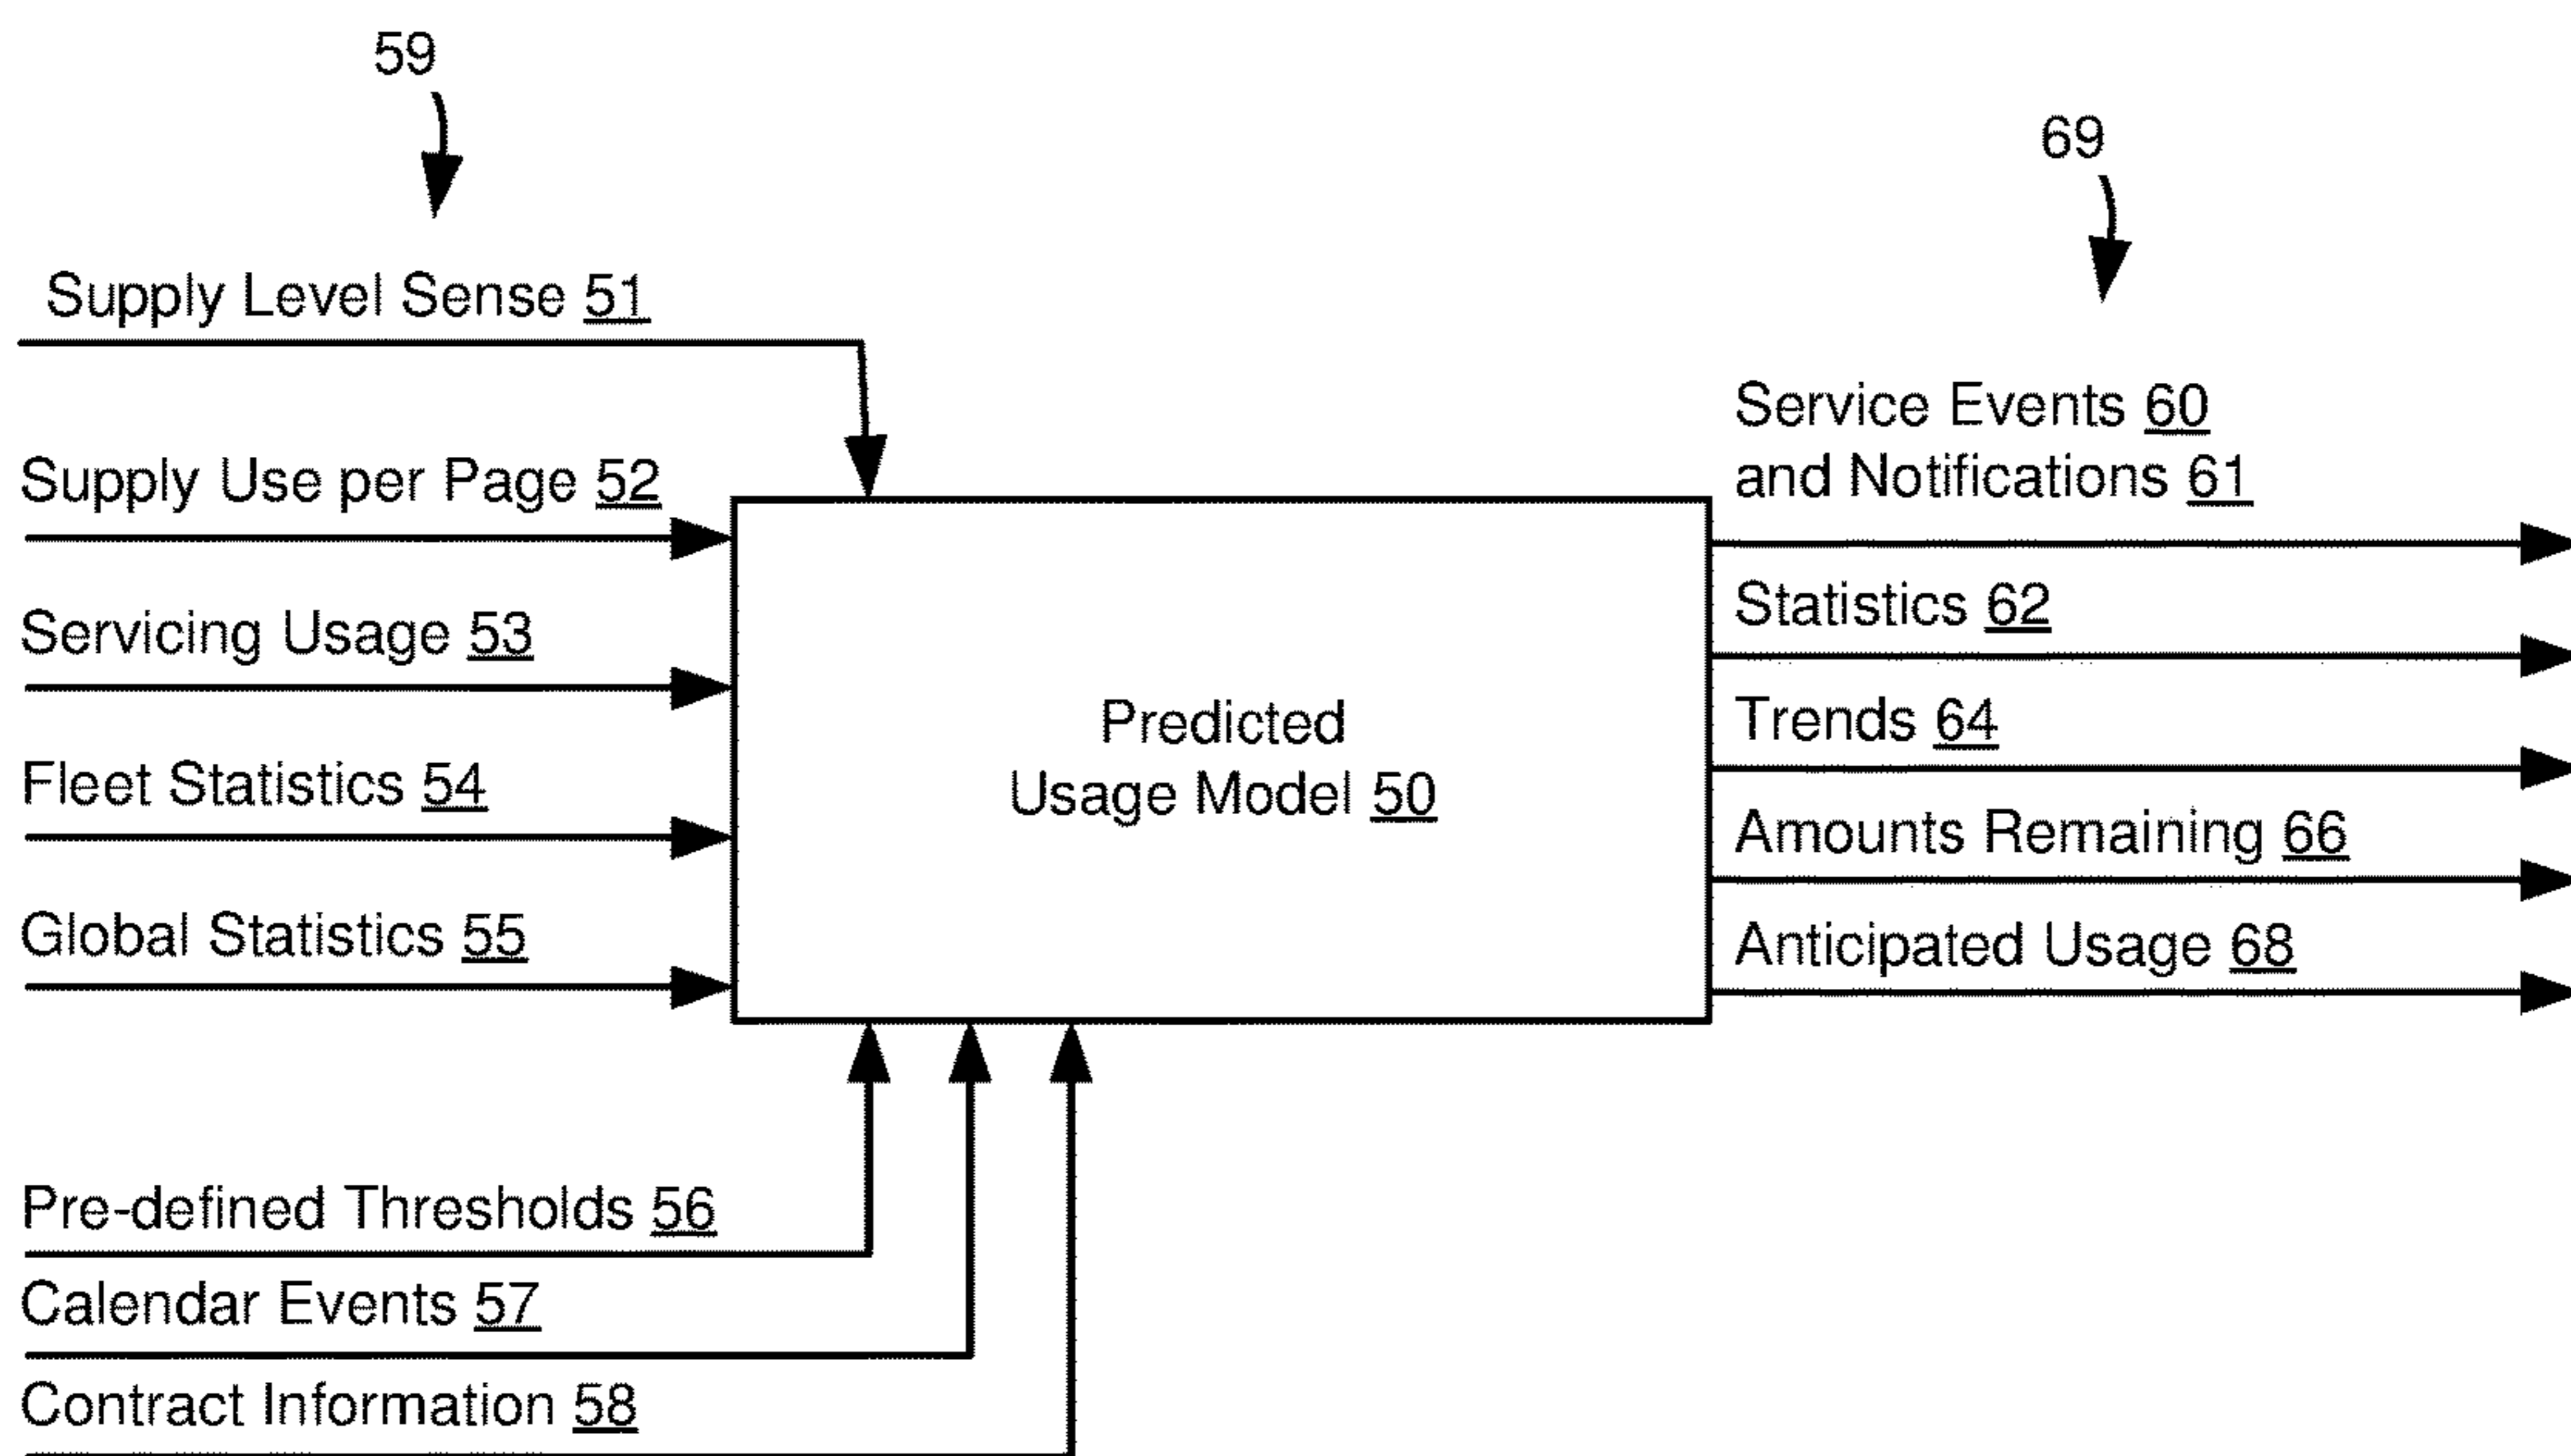 59
69
Supply Level Sense 51
Supply Use per Page 52
Servicing Usage 53
Fleet Statistics 54
Global Statistics 55
Predicted
Usage Model 50
Service Events 60
and Notifications 61
Statistics 62
Trends 64
Amounts Remaining 66
Anticipated Usage 68
Pre-defined Thresholds 56
Calendar Events 57
Contract Information 58